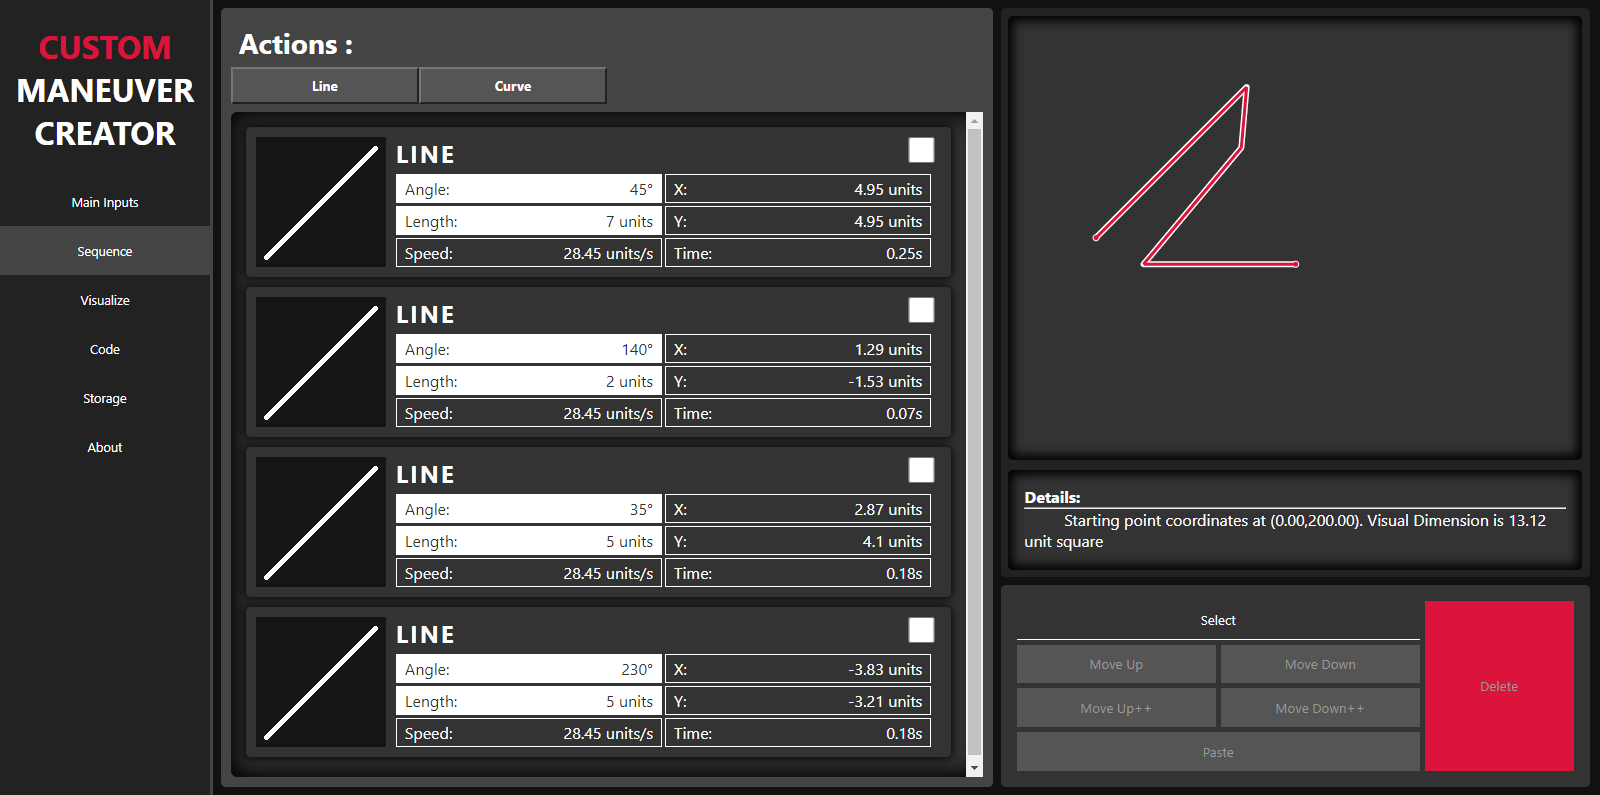 CUSTOM
MANEUVER
CREATOR
Main Inputs
Sequence
Visualize
Code
Storage
About
Actions :
Line
Curve
LINE
Angle: 45°
X: 4.95 units
Length: 7 units
Y: 4.95 units
Speed: 28.45 units/s
Time: 0.25s
LINE
Angle: 140°
X: 1.29 units
Length: 2 units
Y: -1.53 units
Speed: 28.45 units/s
Time: 0.07s
LINE
Angle: 35°
X: 2.87 units
Length: 5 units
Y: 4.1 units
Speed: 28.45 units/s
Time: 0.18s
LINE
Angle: 230°
X: -3.83 units
Length: 5 units
Y: -3.21 units
Speed: 28.45 units/s
Time: 0.18s
Details:
Starting point coordinates at (0.00,200.00). Visual Dimension is 13.12
unit square
Select
Move Up
Move Down
Move Up++
Move Down++
Paste
Delete